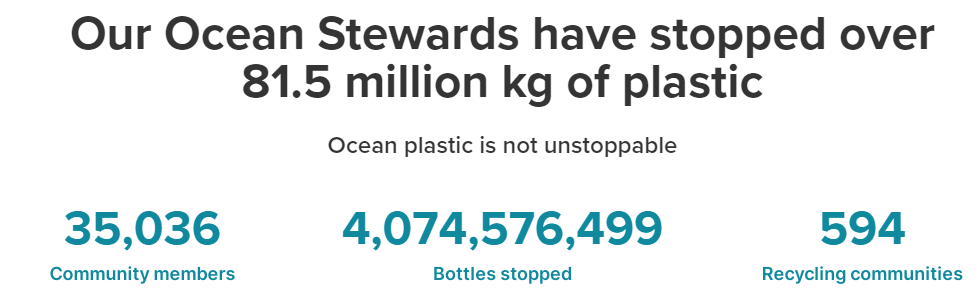 Our Ocean Stewards have stopped over
81.5 million kg of plastic
Ocean plastic is not unstoppable
35,036
4,074,576,499
594
Community members
Bottles stopped
Recycling communities